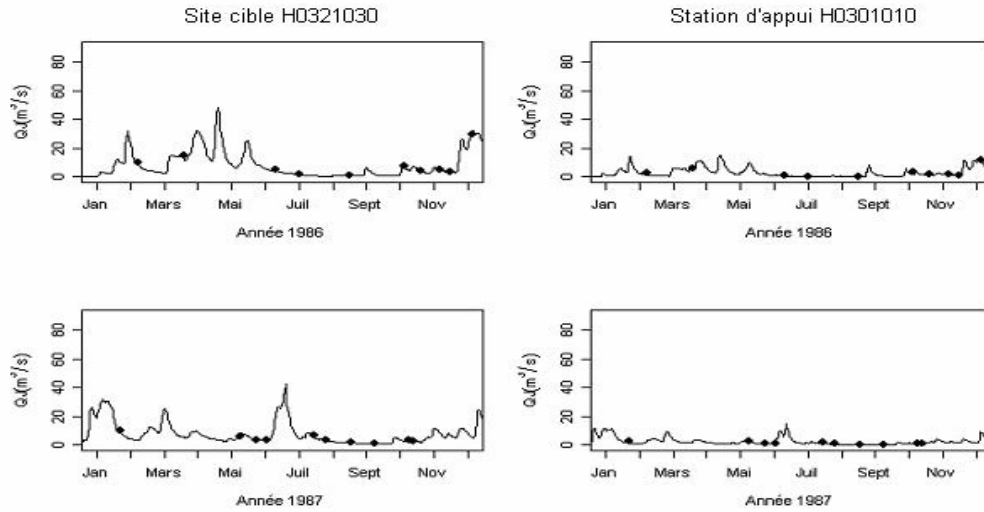 Site cible H0321030
QJ(m³/s)
80
60
40
20
0
Jan Mars Mai Juil Sept Nov
Année 1986
Station d'appui H0301010
QJ(m³/s)
80
60
40
20
0
Jan Mars Mai Juil Sept Nov
Année 1986
QJ(m³/s)
80
60
40
20
0
Jan Mars Mai Juil Sept Nov
Année 1987
QJ(m³/s)
80
60
40
20
0
Jan Mars Mai Juil Sept Nov
Année 1987